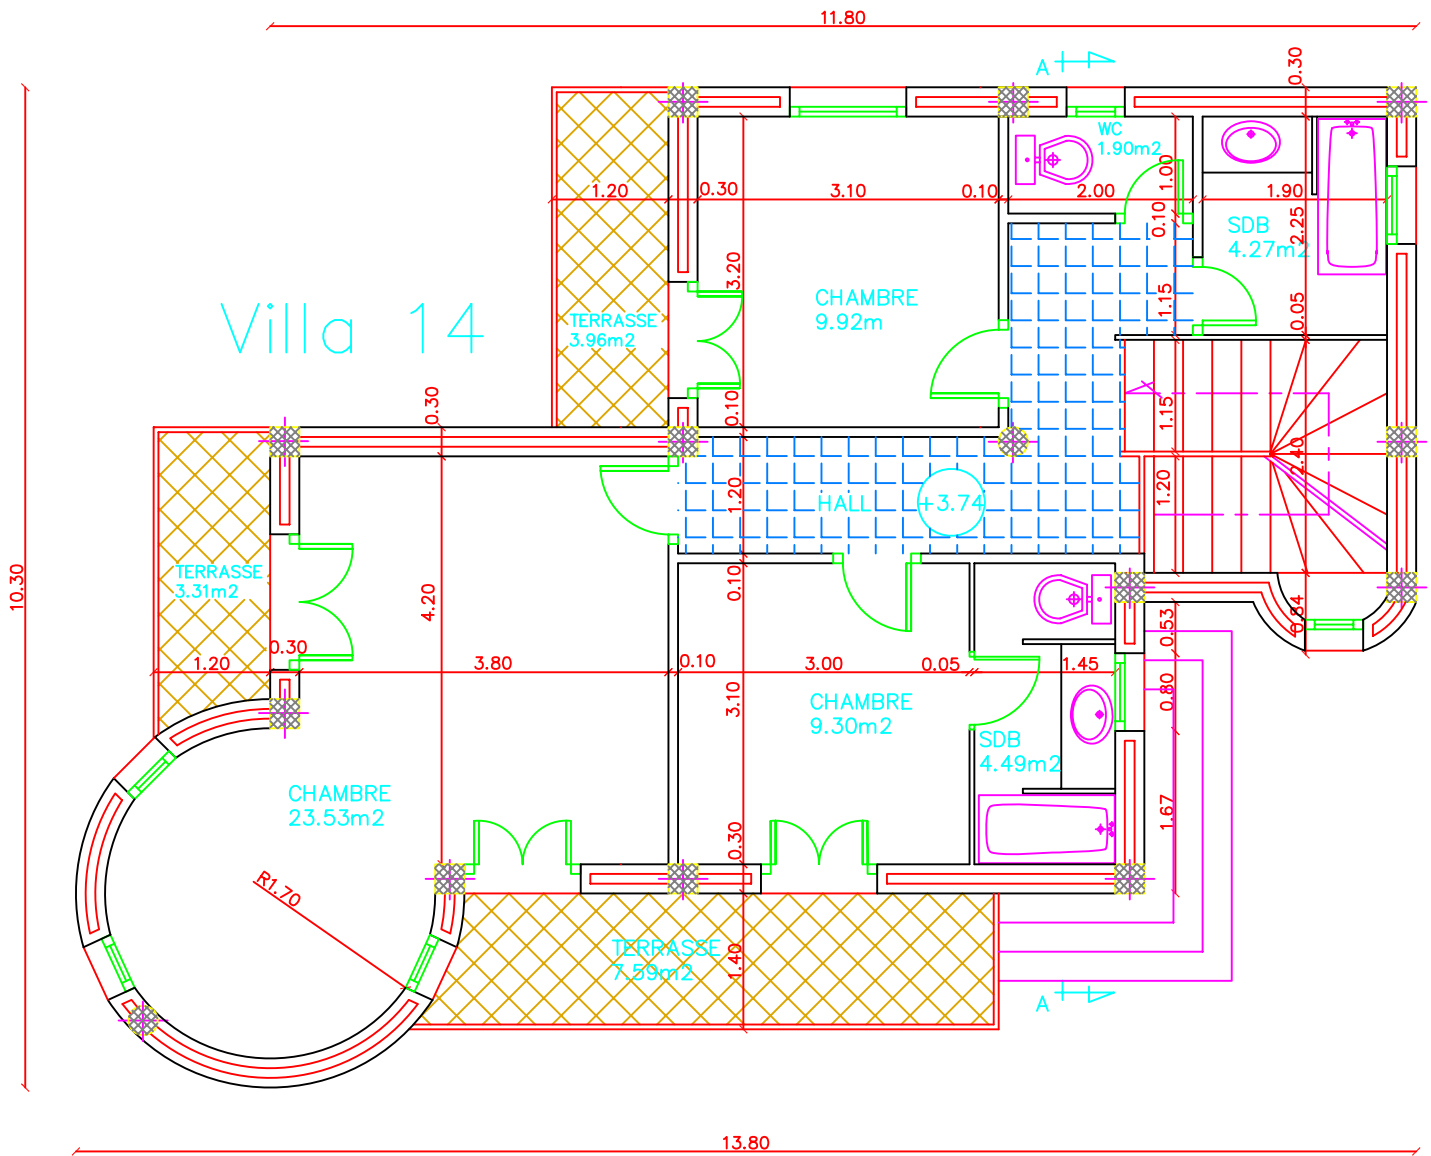 11.80
A
0.30
WC
1.90m2
1.00
1.20
0.30
3.10
0.10
2.00
1.90
0.10
SDB
4.27m2
2.25
3.20
CHAMBRE
9.92m
1.15
0.05
Villa 14
TERRASSE
3.96m2
0.30
0.10
1.15
2.40
1.20
1.20
HALL
+3.74
10.30
TERRASSE
3.31m2
4.20
0.10
0.84
0.53
1.20
0.30
3.80
0.10
3.00
0.05
1.45
0.80
3.10
CHAMBRE
9.30m2
SDB
4.49m2
CHAMBRE
23.53m2
1.67
0.30
R1.70
TERRASSE
7.59m2
1.40
A
13.80